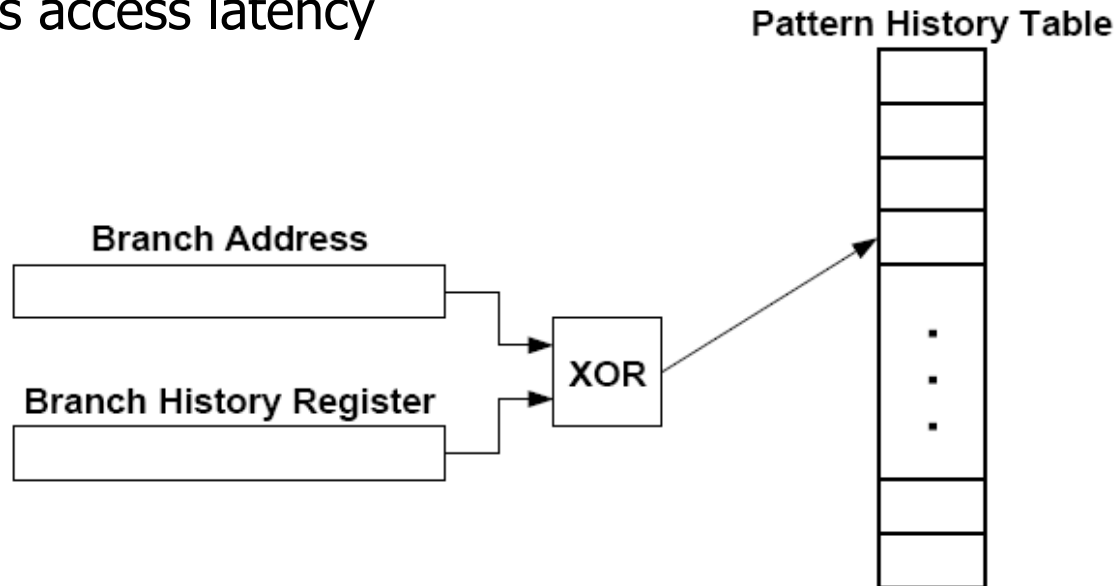 s access latency
Pattern History Table
Branch Address
XOR
Branch History Register